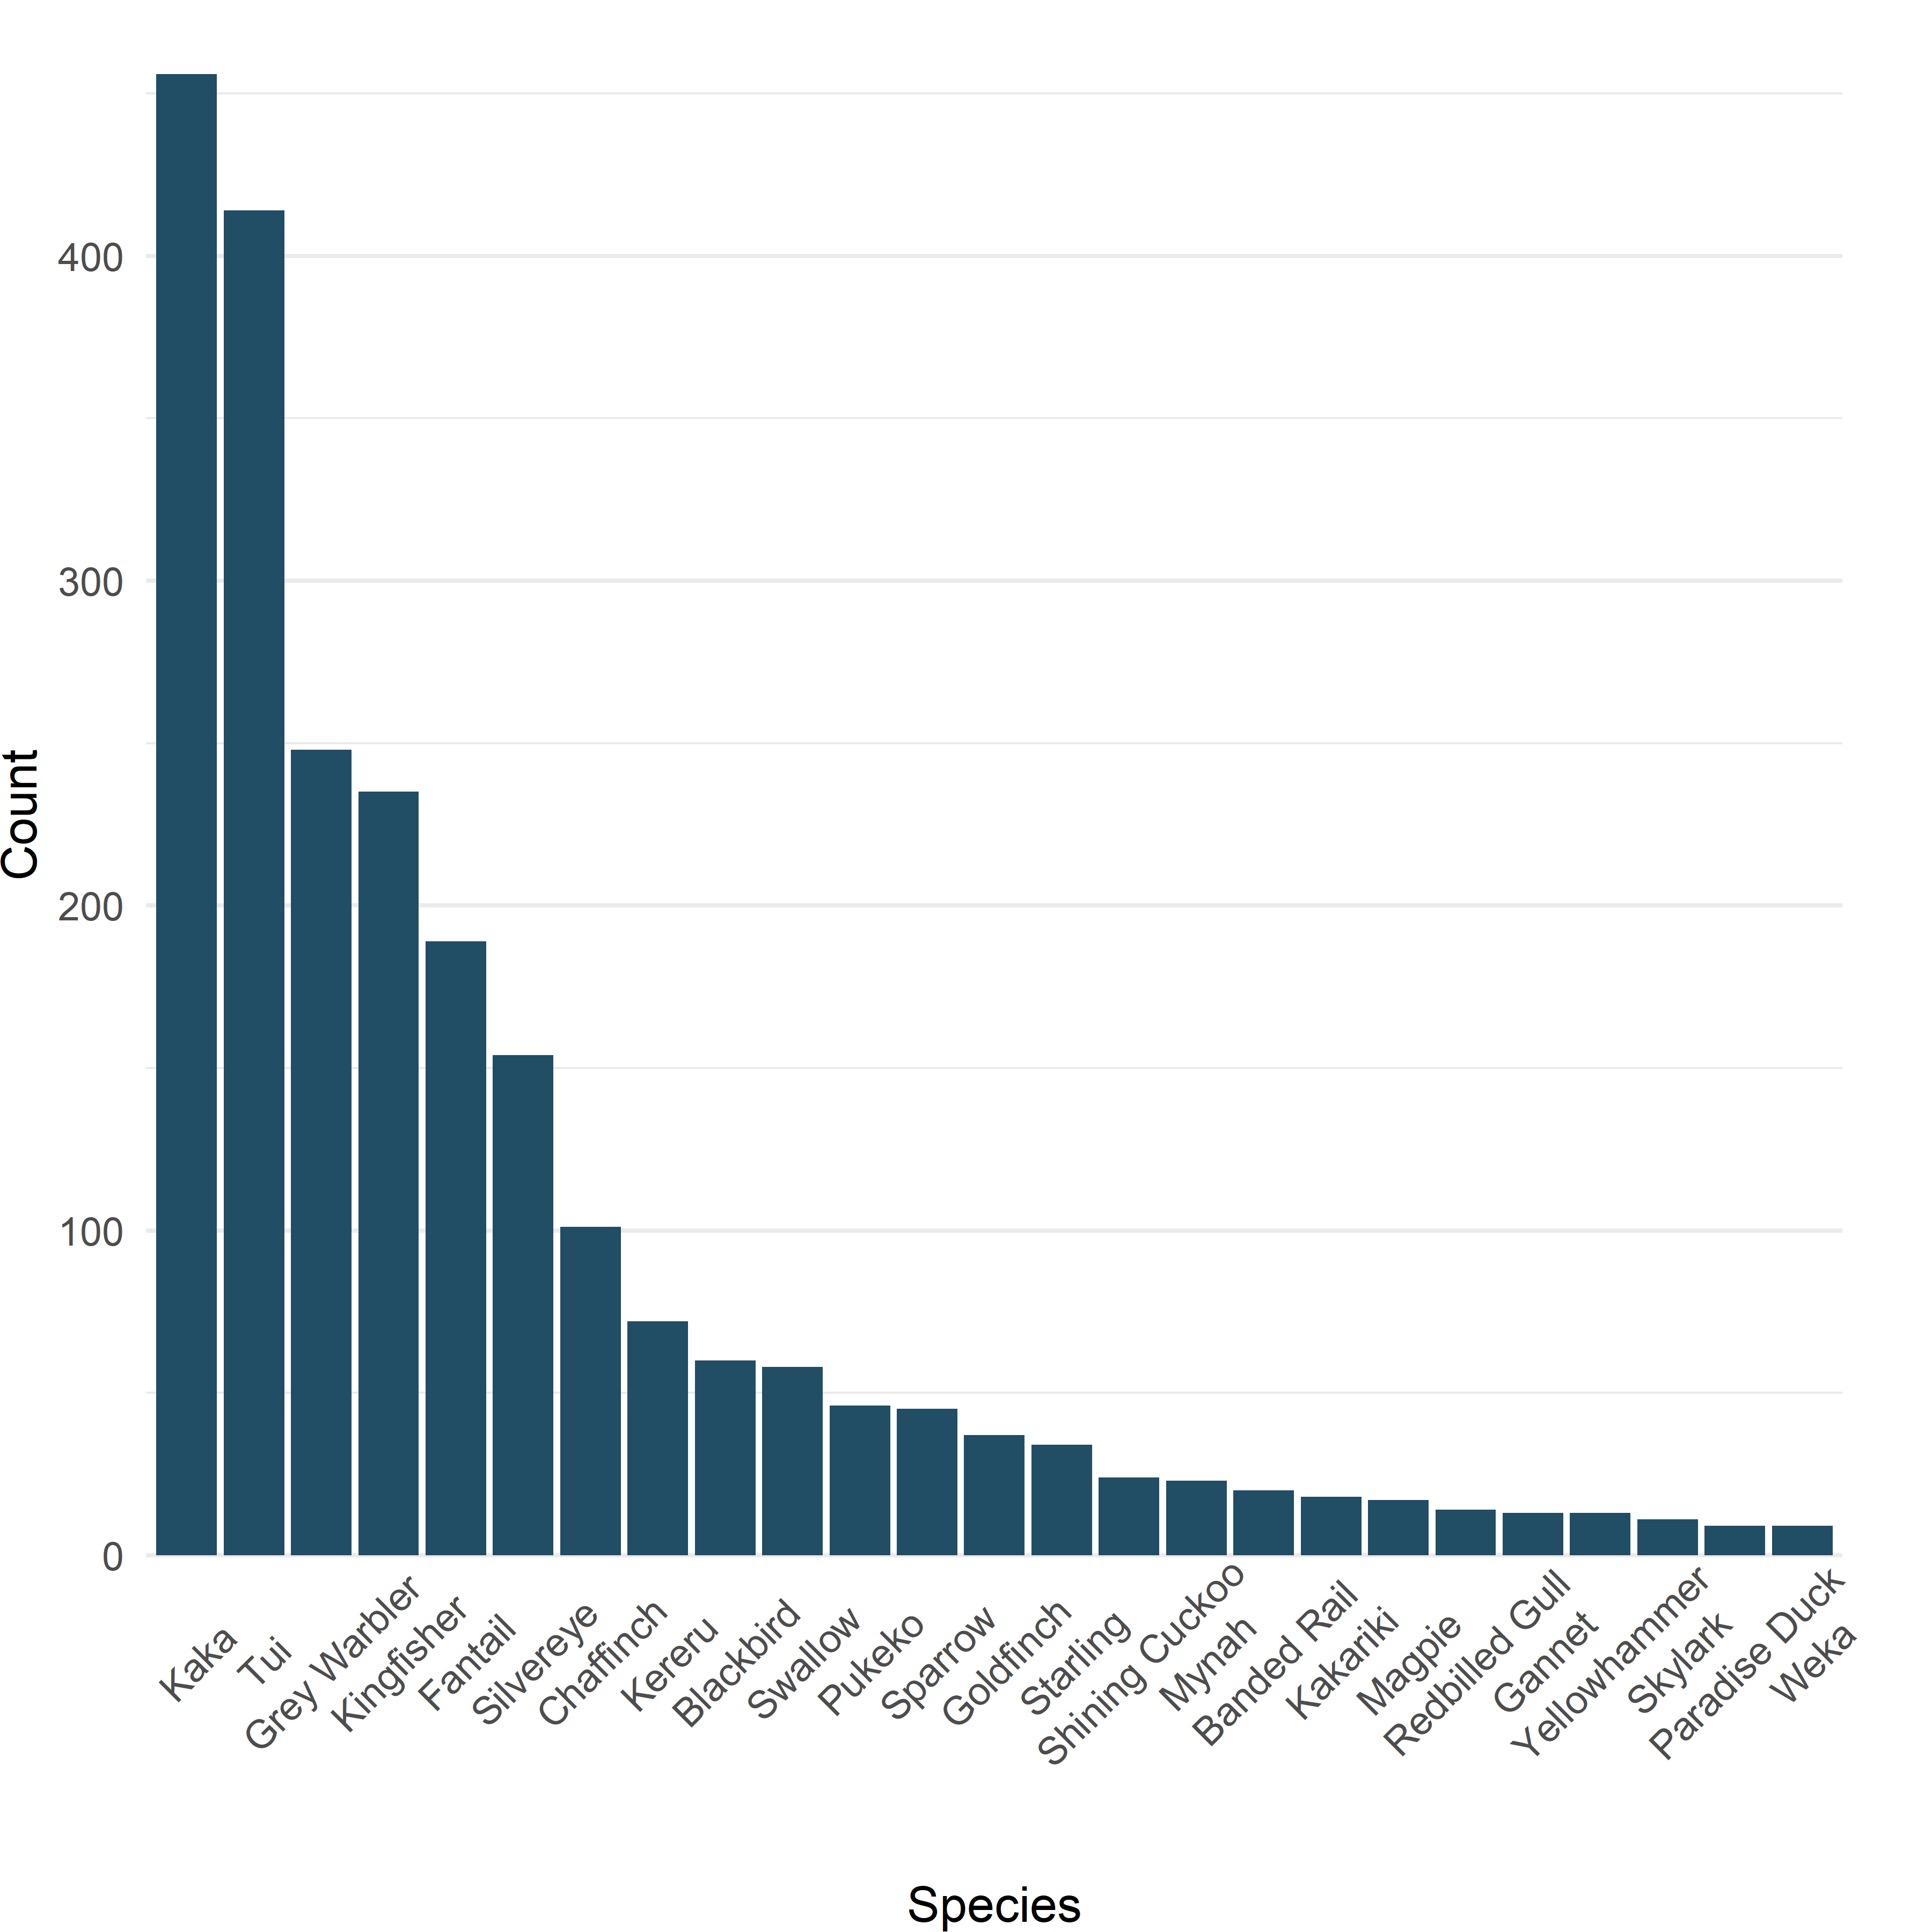 Count
400
300
200
100
0
Kaka
Tui
Grey Warbler
Kingfisher
Fantail
Silvereye
Chaffinch
Kereru
Blackbird
Swallow
Pukeko
Sparrow
Goldfinch
Starling
Shining Cuckoo
Mynah
Banded Rail
Kakariki
Magpie
Redbilled Gull
Gannet
Yellowhammer
Skylark
Paradise Duck
Weka
Species